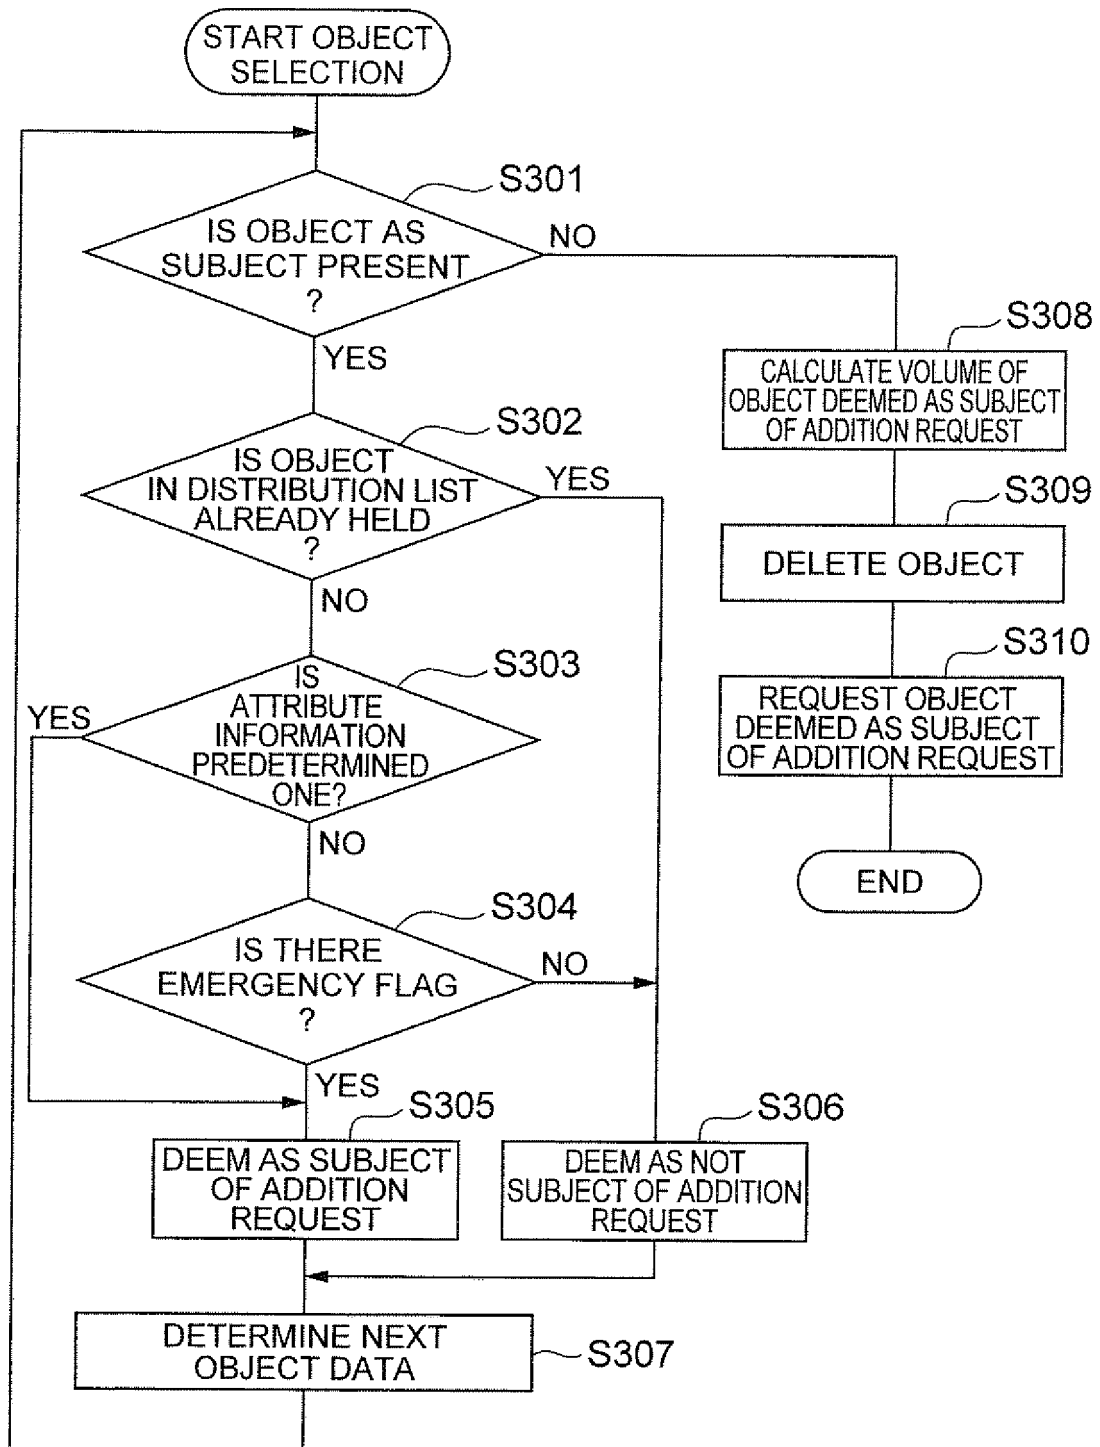 START OBJECT
SELECTION
S301
IS OBJECT AS
SUBJECT PRESENT
?
NO
YES
S302
IS OBJECT
IN DISTRIBUTION LIST
ALREADY HELD
?
YES
NO
S303
IS
ATTRIBUTE
INFORMATION
PREDETERMINED
ONE?
YES
NO
S304
IS THERE
EMERGENCY FLAG
?
NO
YES
S305
DEEM AS SUBJECT
OF ADDITION
REQUEST
S306
DEEM AS NOT
SUBJECT OF ADDITION
REQUEST
DETERMINE NEXT
OBJECT DATA
S307
S308
CALCULATE VOLUME OF
OBJECT DEEMED AS SUBJECT
OF ADDITION REQUEST
S309
DELETE OBJECT
S310
REQUEST OBJECT
DEEMED AS SUBJECT
OF ADDITION REQUEST
END